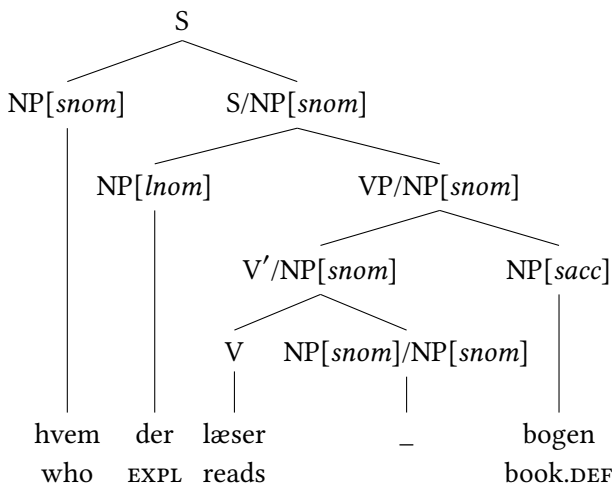 S
NP[snom] S/NP[snom]
NP[lnom] VP/NP[snom]
V′/NP[snom] NP[sacc]
V NP[snom]/NP[snom]
hvem der læser _ bogen
who EXPL reads book.DEF